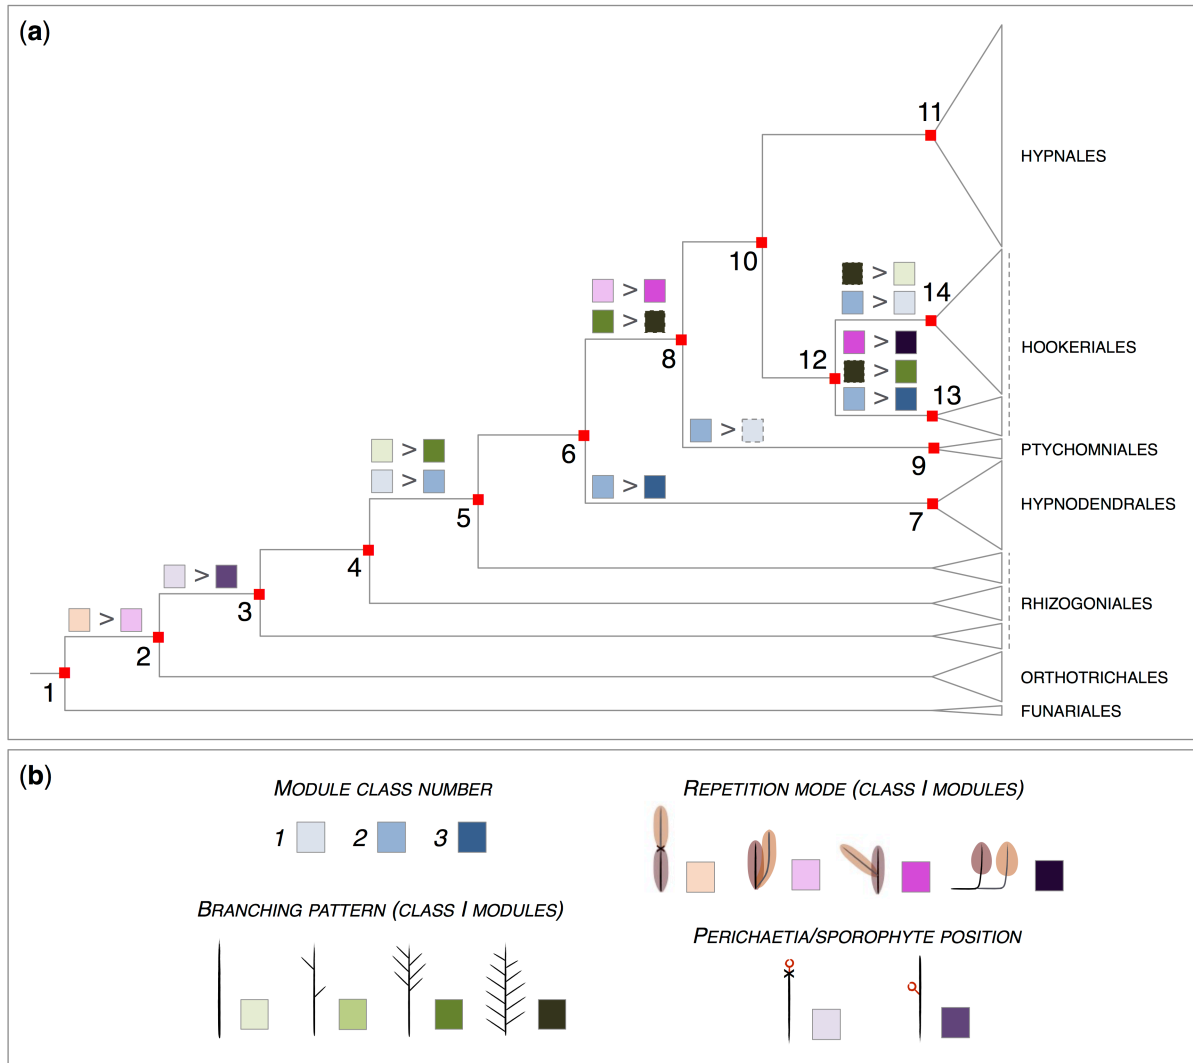 (a)
11
HYPNALES
10
14
HOOKERIALES
12
13
8
PTYCHOMNIALES
9
6
HYPNODENDRALES
7
5
4
RHIZOGONIALES
3
2
ORTHOTRICHALES
1
FUNARIALES
>
>
>
>
>
>
>
>
>
>
>
>
>
(b)
MODULE CLASS NUMBER
1 2 3
REPETITION MODE (CLASS I MODULES)
BRANCHING PATTERN (CLASS I MODULES)
PERICHAETIA/SPOROPHYTE POSITION